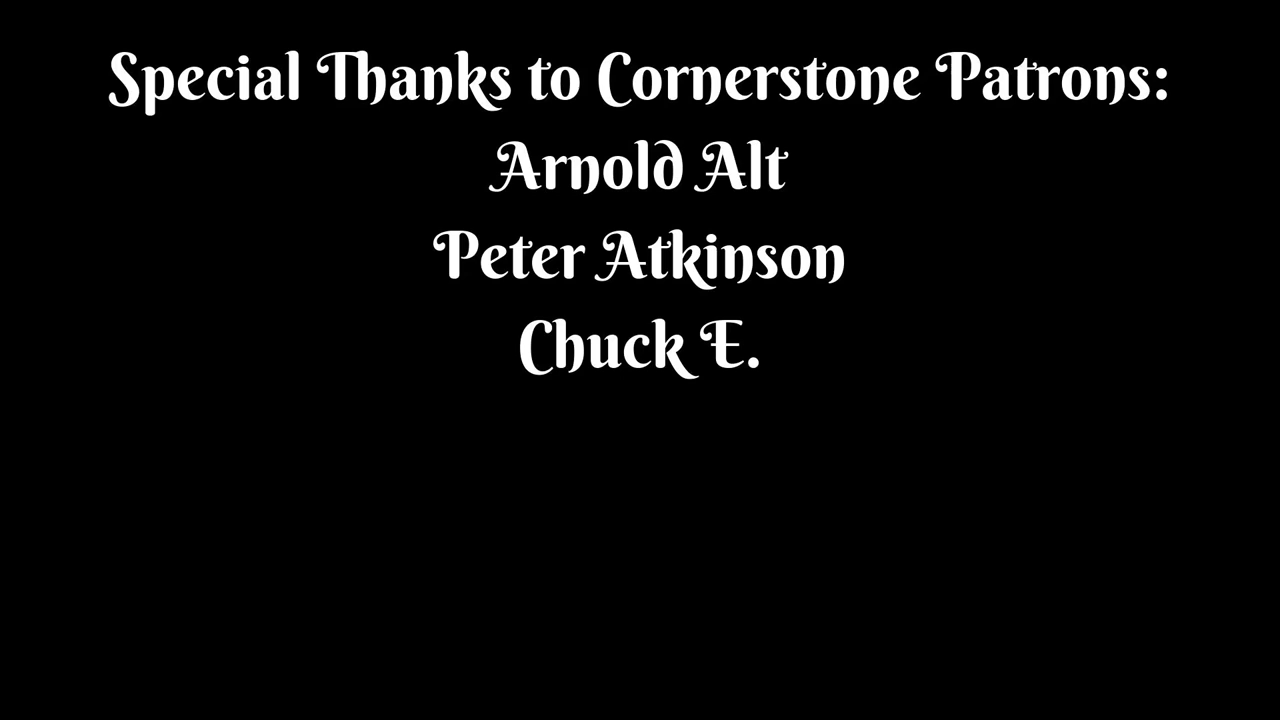 Special Thanks to Cornerstone Patrons:
Arnold Alt
Peter Atkinson
Chuck E.